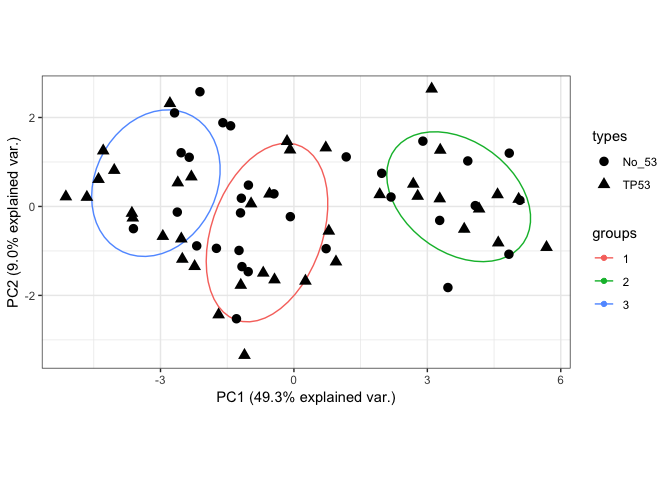 types
No_53
TP53
groups
1
2
3
2
0
-2
-3
0
3
6
PC1 (49.3% explained var.)
PC2 (9.0% explained var.)